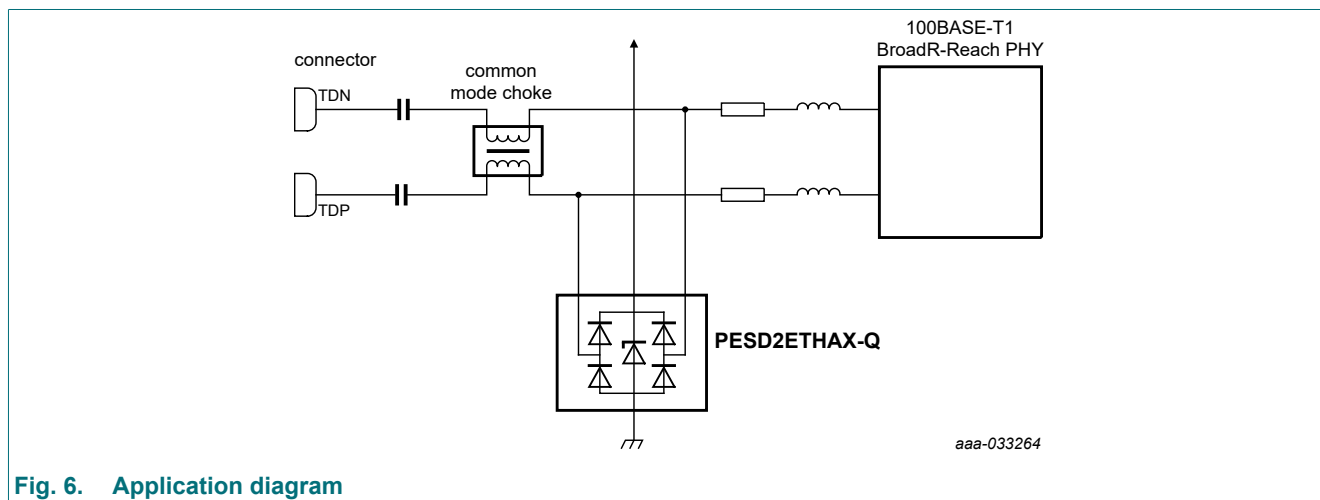 100BASE-T1
BroadR-Reach PHY
connector
common
mode choke
TDN
TDP
PESD2ETHAX-Q
aaa-033264
Fig. 6. Application diagram